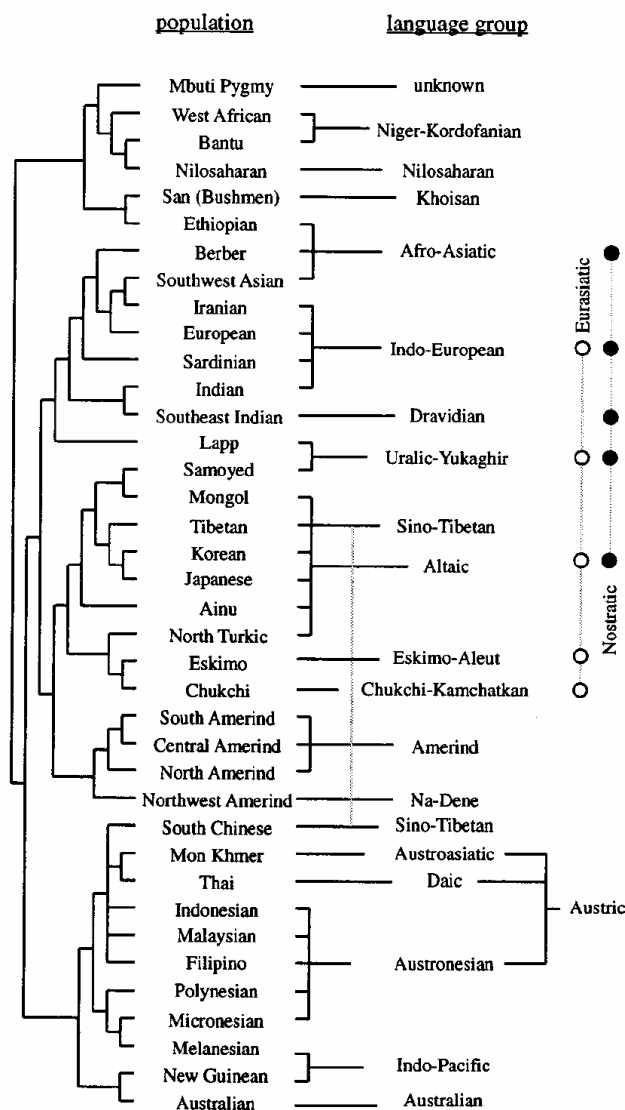 population language group
Mbuti Pygmy unknown
West African
Niger-Kordofanian
Bantu
Nilosaharan Nilosaharan
San (Bushmen) Khoisan
Ethiopian
Berber Afro-Asiatic
Southwest Asian
Iranian
Eurasiatic
European
Indo-European
Sardinian
Indian
Southeast Indian Dravidian
Lapp
Uralic-Yukaghir
Samoyed
Mongol
Tibetan Sino-Tibetan
Korean
Altaic
Japanese
Nostratic
Ainu
North Turkic
Eskimo Eskimo-Aleut
Chukchi Chukchi-Kamchatkan
South Amerind
Central Amerind Amerind
North Amerind
Northwest Amerind Na-Dene
South Chinese Sino-Tibetan
Mon Khmer Austroasiatic
Thai Daic
Indonesian Austric
Malaysian
Filipino Austronesian
Polynesian
Micronesian
Melanesian
Indo-Pacific
New Guinean
Australian Australian